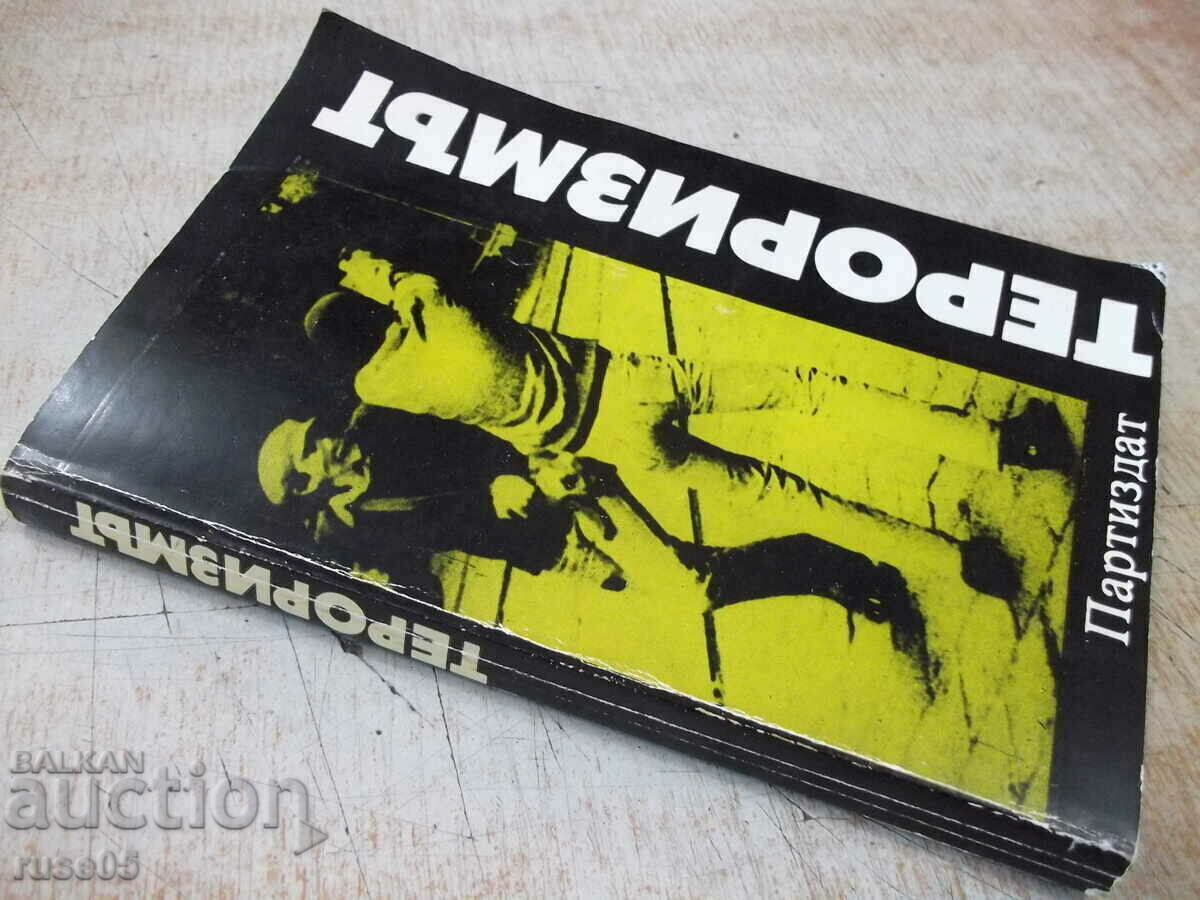 ТЕРОРИЗМЪТ
Партиздат
ТЕРОРИЗМЪТ
BALKAN
auction
ruse05